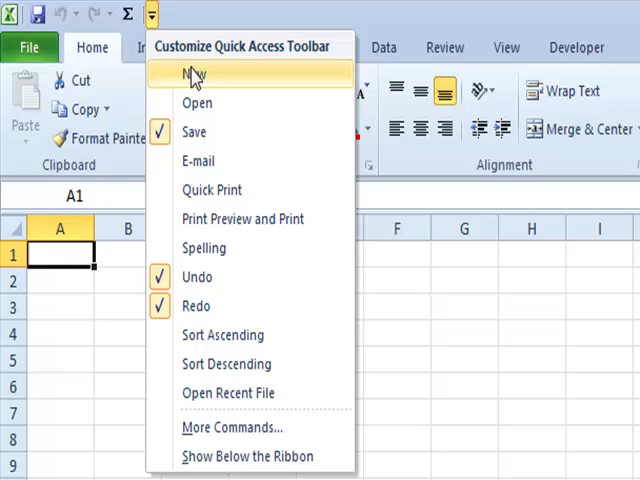 Σ
File Home Data Review View Developer
Customize Quick Access Toolbar
New
Open
Save
E-mail
Quick Print
Print Preview and Print
Spelling
Undo
Redo
Sort Ascending
Sort Descending
Open Recent File
More Commands...
Show Below the Ribbon
Paste
Cut
Copy
Format Painte
Clipboard
A
Wrap Text
Merge & Center
Alignment
A1
A B F G H I
1
2
3
4
5
6
7
8
9